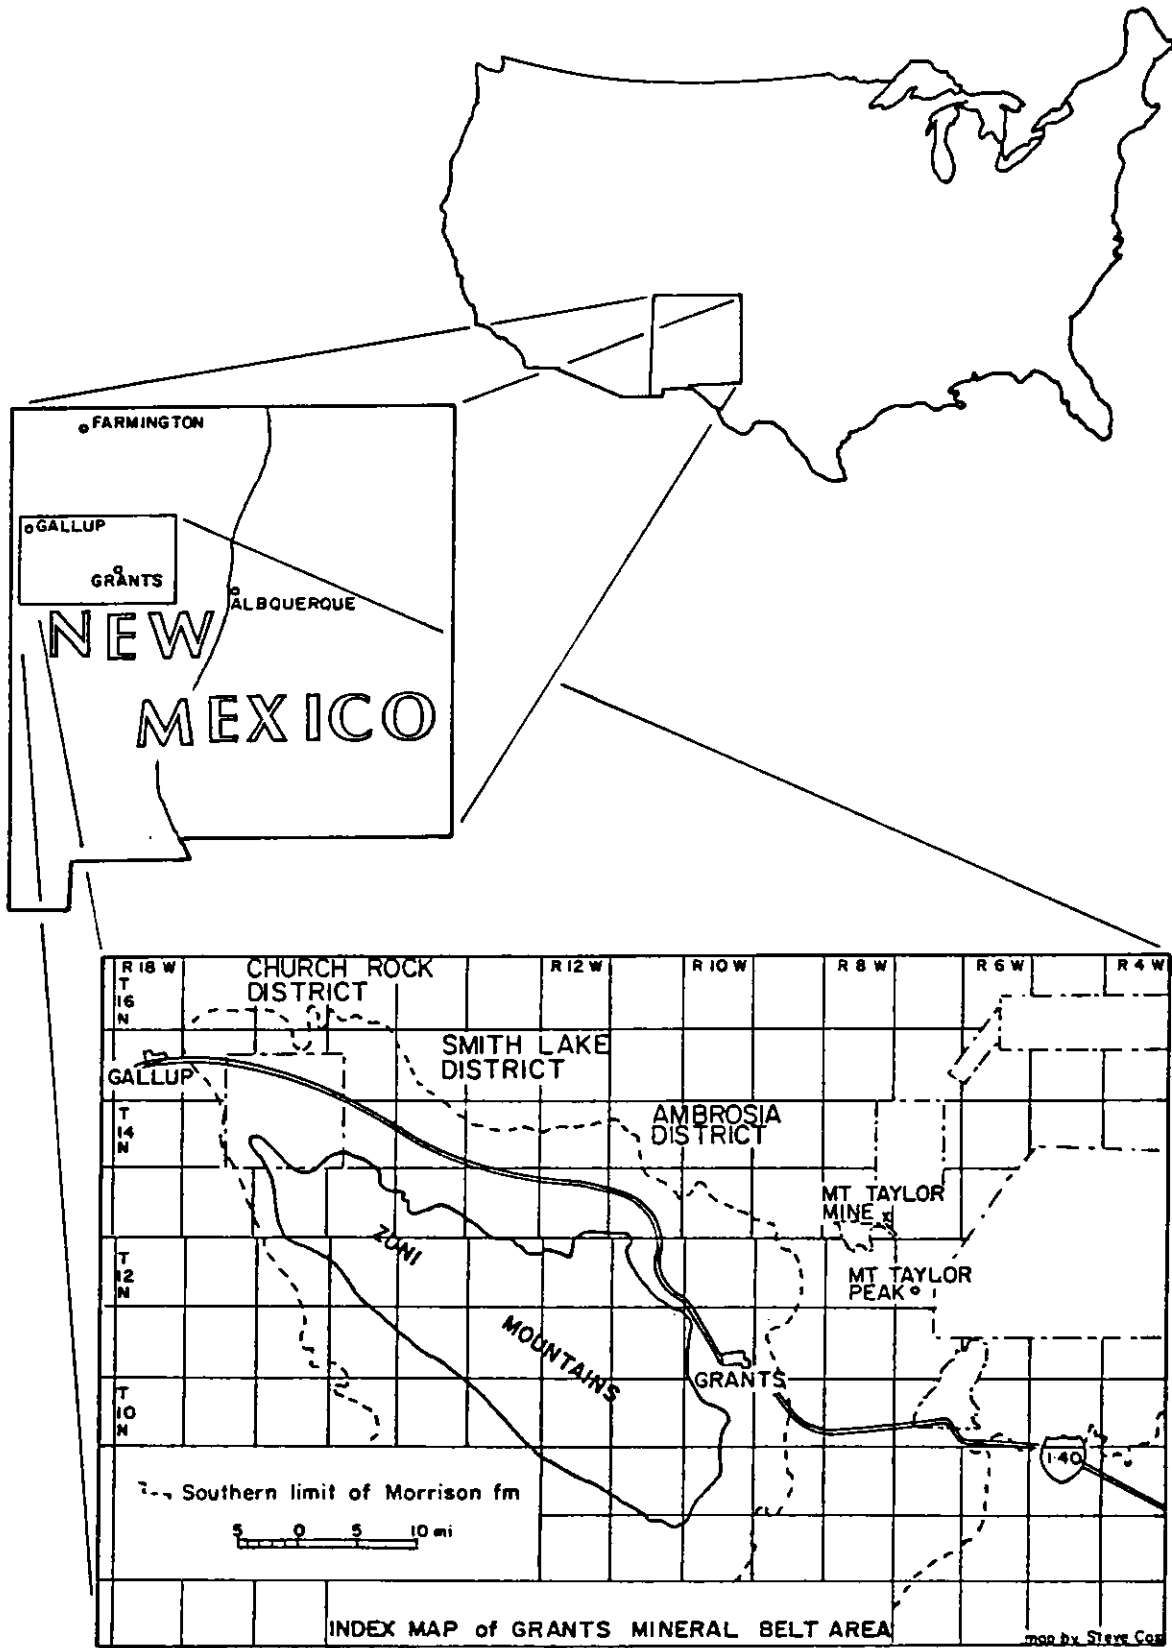 FARMINGTON
GALLUP
GRANTS
ALBQUERQUE
NEW
MEXICO
R 18 W
R 12 W
R 10 W
R 8 W
R 6 W
R 4 W
T
16
N
CHURCH ROCK
DISTRICT
SMITH LAKE
DISTRICT
GALLUP
T
14
N
AMBROSIA
DISTRICT
MT TAYLOR
MINE
ZUNI
T
12
N
MT TAYLOR
PEAK
MOUNTAINS
GRANTS
T
10
N
I-40
Southern limit of Morrison fm
5 0 5 10 mi
INDEX MAP of GRANTS MINERAL BELT AREA
map by Steve Cox